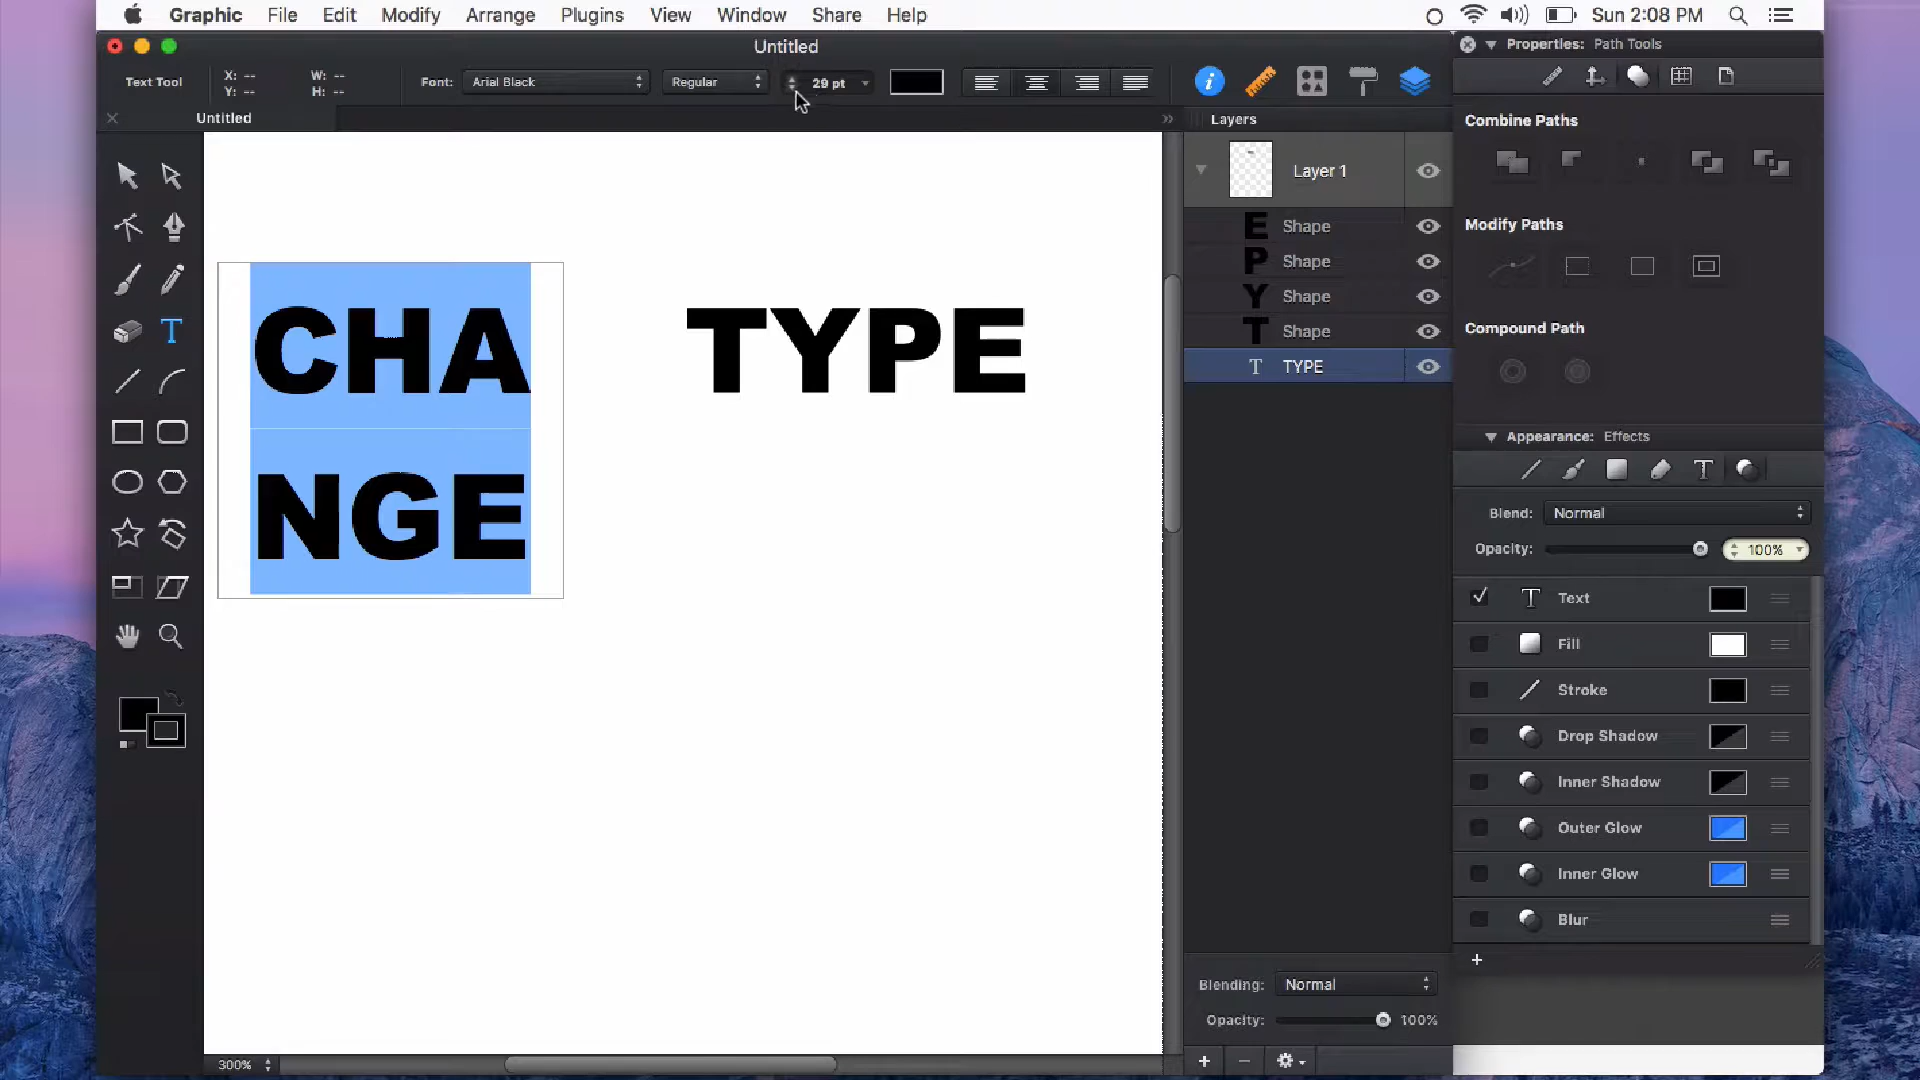 Graphic File Edit Modify Arrange Plugins View Window Share Help Sun 2:08 PM
Untitled
Properties: Path Tools
Text Tool X: -- W: -- Font: Arial Black Regular 29 pt
Y: -- H: --
Untitled
Layers
Combine Paths
Layer 1
Shape
Modify Paths
Shape
Shape
Shape
Compound Path
TYPE
CHA
NGE
TYPE
Appearance: Effects
Blend: Normal
Opacity: 100%
Text
Fill
Stroke
Drop Shadow
Inner Shadow
Outer Glow
Inner Glow
Blur
Blending: Normal
Opacity: 100%
300%